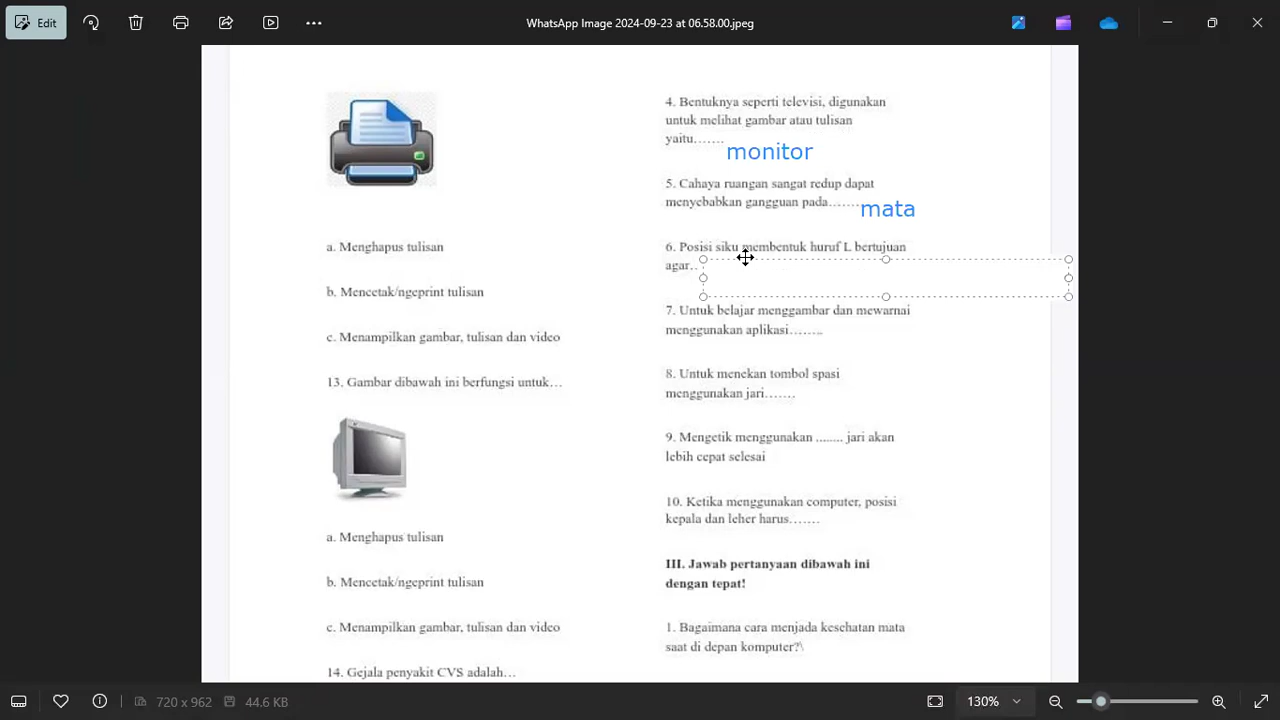 Edit
WhatsApp Image 2024-09-23 at 06.58.00.jpeg
a. Menghapus tulisan
b. Mencetak/ngeprint tulisan
c. Menampilkan gambar, tulisan dan video
13. Gambar dibawah ini berfungsi untuk…
a. Menghapus tulisan
b. Mencetak/ngeprint tulisan
c. Menampilkan gambar, tulisan dan video
14. Gejala penyakit CVS adalah…
4. Bentuknya seperti televisi, digunakan
untuk melihat gambar atau tulisan
yaitu…….
monitor
5. Cahaya ruangan sangat redup dapat
menyebabkan gangguan pada……..
mata
6. Posisi siku membentuk huruf L bertujuan
agar..
7. Untuk belajar menggambar dan mewarnai
menggunakan aplikasi……..
8. Untuk menekan tombol spasi
menggunakan jari…….
9. Mengetik menggunakan ........ jari akan
lebih cepat selesai
10. Ketika menggunakan computer, posisi
kepala dan leher harus…….
III. Jawab pertanyaan dibawah ini
dengan tepat!
1. Bagaimana cara menjada kesehatan mata
saat di depan komputer?\
720 x 962
44.6 KB
130%